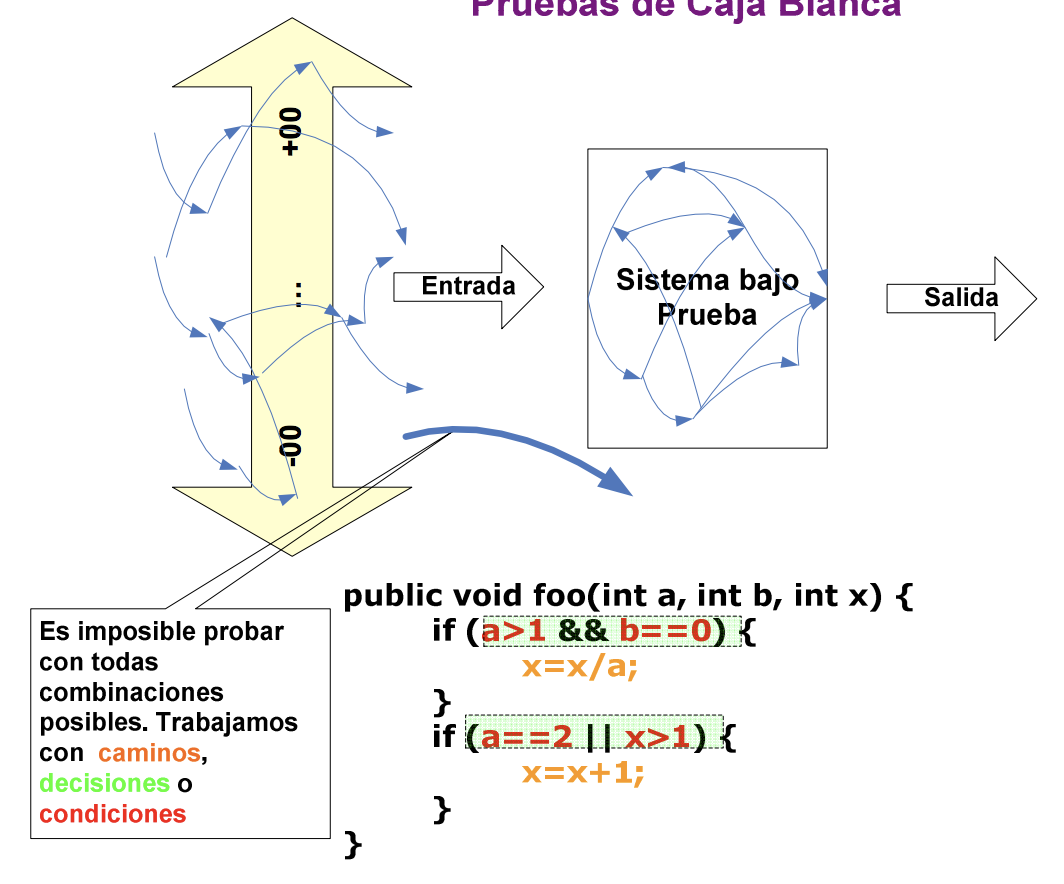 Pruebas de Caja Blanca
+00
...
-00
Entrada
Sistema bajo
Prueba
Salida
Es imposible probar
con todas
combinaciones
posibles. Trabajamos
con caminos,
decisiones o
condiciones
public void foo(int a, int b, int x) {
if (a>1 && b==0) {
x=x/a;
}
if (a==2 || x>1) {
x=x+1;
}
}